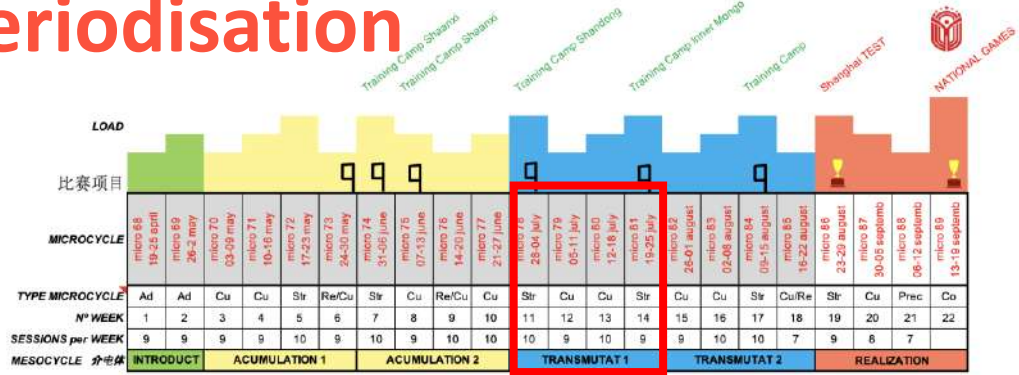 eriodisation
Training Camp Shaanxi
Training Camp Shaanxi
Training Camp Shandong
Training Camp Inner Mongo
Training Camp
Shanghai TEST
NATIONAL GAMES
LOAD
比赛项目
MICROCYCLE
micro 68
19-25 april
micro 69
26-2 may
micro 70
03-09 may
micro 71
10-16 may
micro 72
17-23 may
micro 73
24-30 may
micro 74
31-06 june
micro 75
07-13 june
micro 76
14-20 june
micro 77
21-27 june
micro 78
28-04 july
micro 79
05-11 july
micro 80
12-18 july
micro 81
19-25 july
micro 82
26-01 august
micro 83
02-08 august
micro 84
09-15 august
micro 85
16-22 august
micro 86
23-29 august
micro 87
30-05 septemb
micro 88
06-12 septemb
micro 89
13-19 septemb
TYPE MICROCYCLE Ad Ad Cu Cu Str Re/Cu Str Cu Re/Cu Cu Str Cu Cu Str Cu Cu Str Cu/Re Str Cu Prec Co
Nº WEEK 1 2 3 4 5 6 7 8 9 10 11 12 13 14 15 16 17 18 19 20 21 22
SESSIONS per WEEK 9 9 9 9 10 9 10 9 10 10 10 9 10 9 9 10 10 7 9 8 7
MESOCYCLE INTRODUCT ACUMULATION 1 ACUMULATION 2 TRANSMUTAT 1 TRANSMUTAT 2 REALIZATION